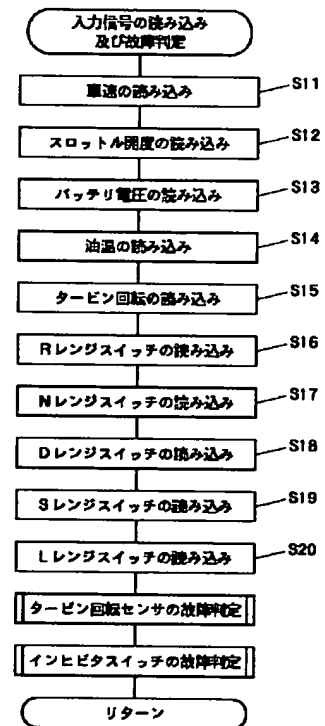 入力信号の読み込み
及び故障判定
車速の読み込み
S11
スロットル開度の読み込み
S12
バッテリ電圧の読み込み
S13
油温の読み込み
S14
タービン回転の読み込み
S15
Rレンジスイッチの読み込み
S16
Nレンジスイッチの読み込み
S17
Dレンジスイッチの読み込み
S18
Sレンジスイッチの読み込み
S19
Lレンジスイッチの読み込み
S20
タービン回転センサの故障判定
インヒビタスイッチの故障判定
リターン